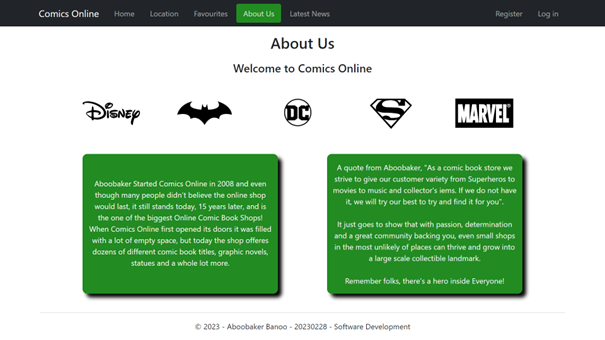 Comics Online Home Location Favourites About Us Latest News Register Log in
About Us
Welcome to Comics Online
Disney DC MARVEL
Aboobaker Started Comics Online in 2008 and even
though many people didn't believe the online shop
would last, it still stands today, 15 years later, and is
the one of the biggest Online Comic Book Shops!
When Comics Online first opened its doors it was filled
with a lot of empty space, but today the shop offeres
dozens of different comic book titles, graphic novels,
statues and a whole lot more.
A quote from Aboobaker, "As a comic book store we
strive to give our customer variety from Superheros to
movies to music and collector's iems. If we do not have
it, we will try our best to try and find it for you".
It just goes to show that with passion, determination
and a great community backing you, even small shops
in the most unlikely of places can thrive and grow into
a large scale collectible landmark.
Remember folks, there's a hero inside Everyone!
© 2023 - Aboobaker Banoo - 20230228 - Software Development